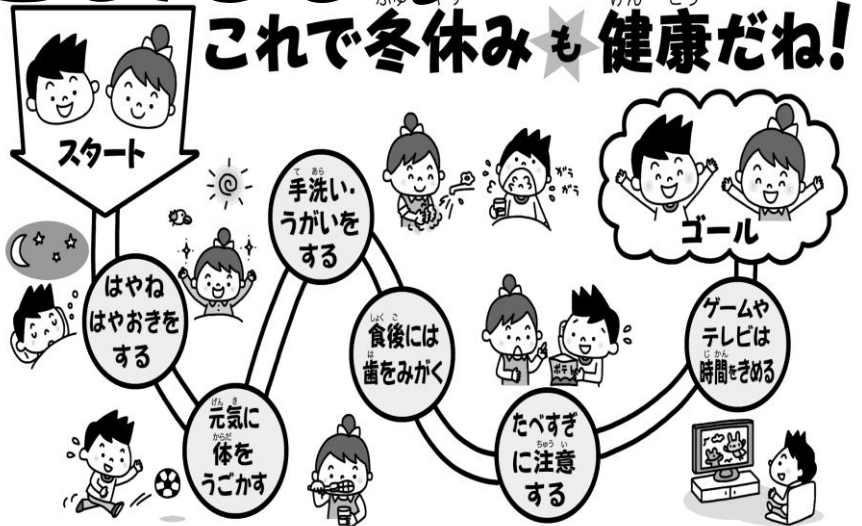 これで冬休みも健康だね!
スタート
はやね
はやおきを
する
元気に
体を
うごかす
手洗い・
うがいを
する
がら
がら
食後には
歯をみがく
ポテト
たべすぎ
に注意
する
ゲームや
テレビは
時間をきめる
ゴール